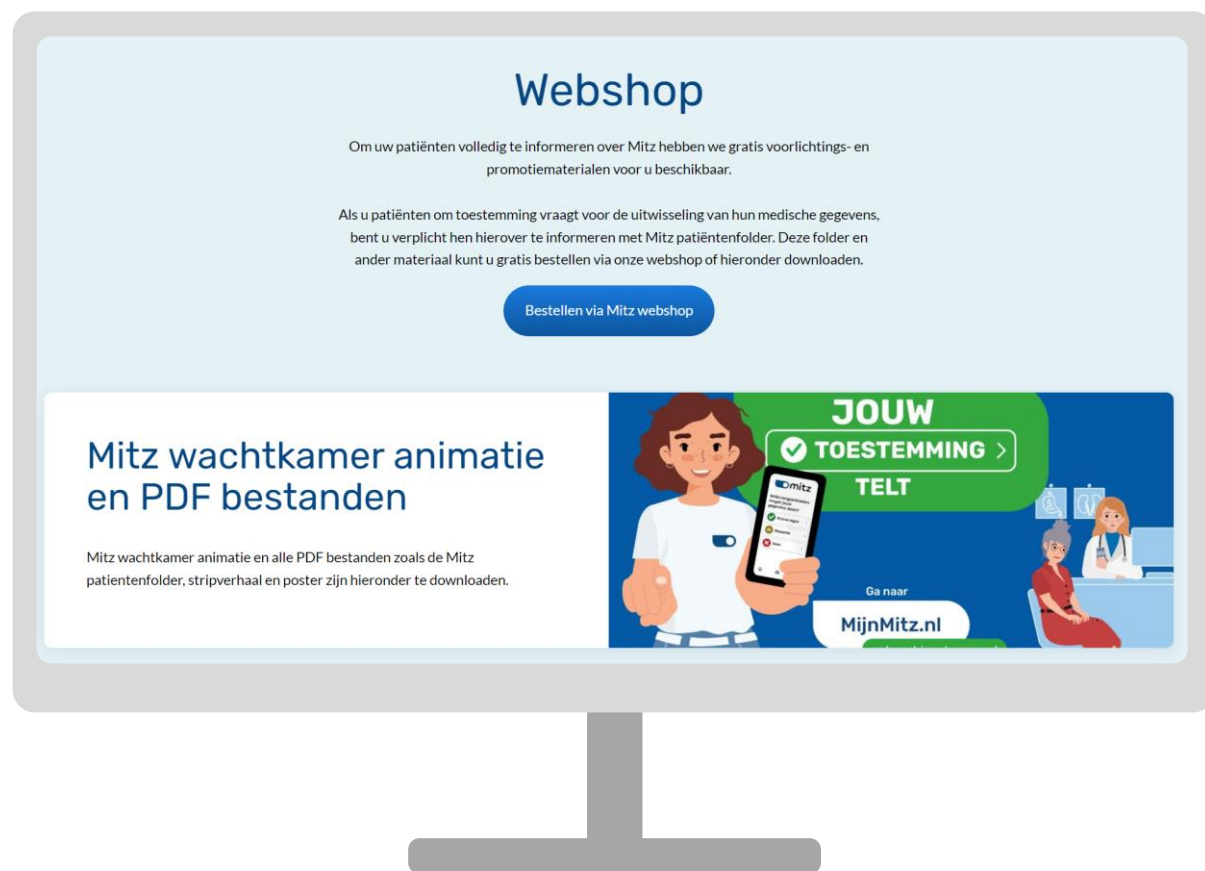 Webshop
Om uw patiënten volledig te informeren over Mitz hebben we gratis voorlichtings- en
promotiematerialen voor u beschikbaar.
Als u patiënten om toestemming vraagt voor de uitwisseling van hun medische gegevens,
bent u verplicht hen hierover te informeren met Mitz patiëntenfolder. Deze folder en
ander materiaal kunt u gratis bestellen via onze webshop of hieronder downloaden.
Bestellen via Mitz webshop
Mitz wachtkamer animatie
en PDF bestanden
Mitz wachtkamer animatie en alle PDF bestanden zoals de Mitz
patientenfolder, stripverhaal en poster zijn hieronder te downloaden.
JOUW
TOESTEMMING
TELT
mitz
Ga naar
MijnMitz.nl